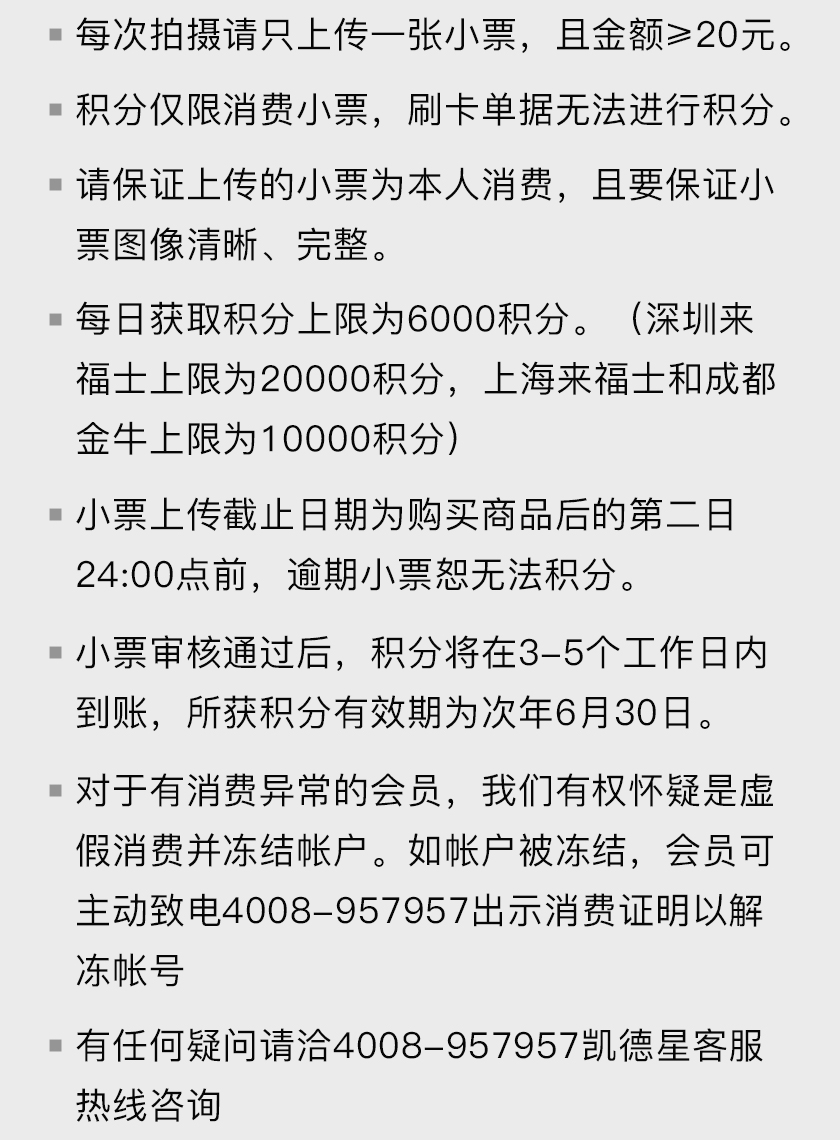 每次拍摄请只上传一张小票，且金额≥20元。
积分仅限消费小票，刷卡单据无法进行积分。
请保证上传的小票为本人消费，且要保证小
票图像清晰、完整。
每日获取积分上限为6000积分。（深圳来
福士上限为20000积分，上海来福士和成都
金牛上限为10000积分）
小票上传截止日期为购买商品后的第二日
24:00点前，逾期小票恕无法积分。
小票审核通过后，积分将在3-5个工作日内
到账，所获积分有效期为次年6月30日。
对于有消费异常的会员，我们有权怀疑是虚
假消费并冻结帐户。如帐户被冻结，会员可
主动致电4008-957957出示消费证明以解
冻帐号
有任何疑问请洽4008-957957凯德星客服
热线咨询